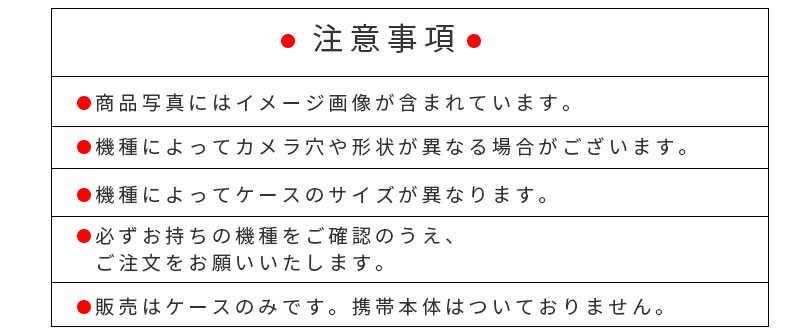 ●注意事項●
●商品写真にはイメージ画像が含まれています。
●機種によってカメラ穴や形状が異なる場合がございます。
●機種によってケースのサイズが異なります。
●必ずお持ちの機種をご確認のうえ、
ご注文をお願いいたします。
●販売はケースのみです。携帯本体はついておりません。